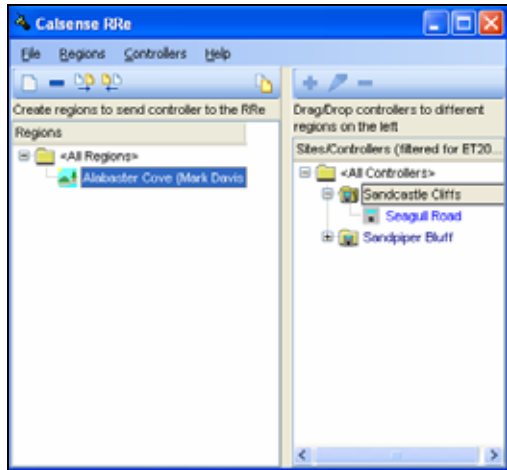 Calsense RRe
File Regions Controllers Help
Create regions to send controller to the RRe
Regions
<All Regions>
Alabaster Cove (Mark Davis
Drag/Drop controllers to different
regions on the left
Sites/Controllers (filtered for ET20...
<All Controllers>
Sandcastle Cliffs
Seagull Road
Sandpiper Bluff